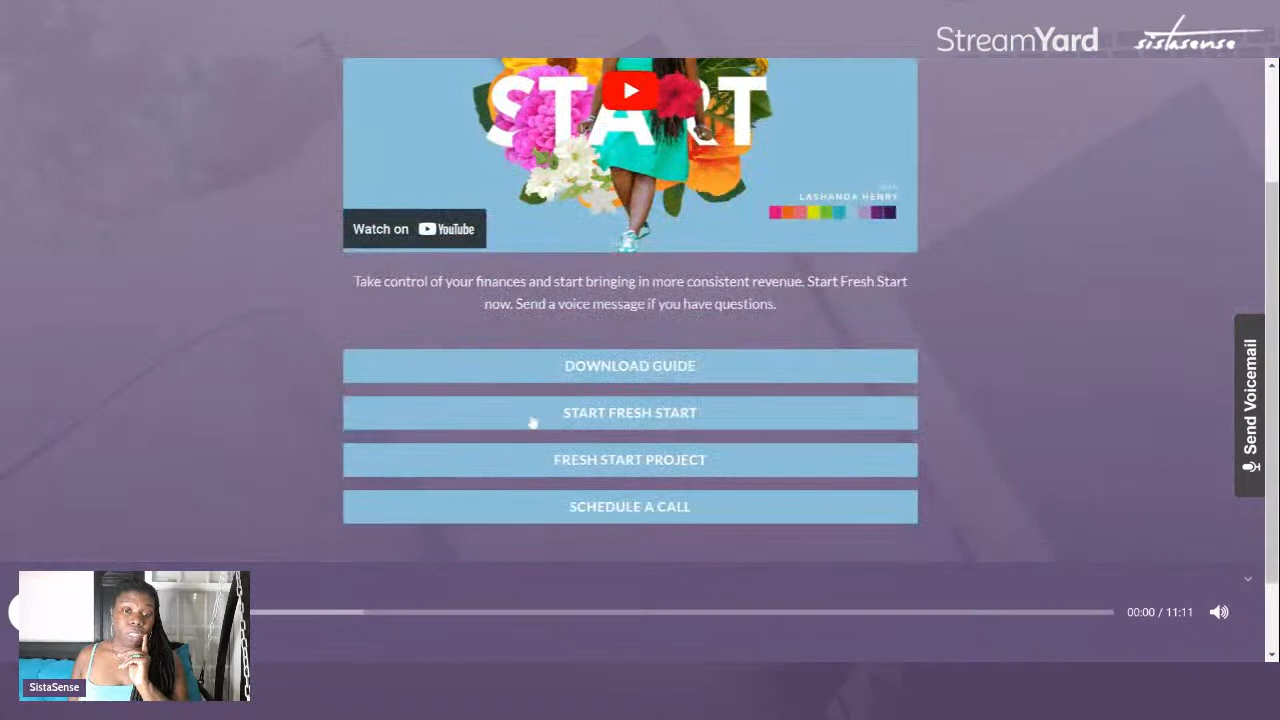 StreamYard
sistasense
START
LASHANDA HENRY
Watch on YouTube
Take control of your finances and start bringing in more consistent revenue. Start Fresh Start
now. Send a voice message if you have questions.
DOWNLOAD GUIDE
START FRESH START
FRESH START PROJECT
SCHEDULE A CALL
Send Voicemail
00:00 / 11:11
SistaSense